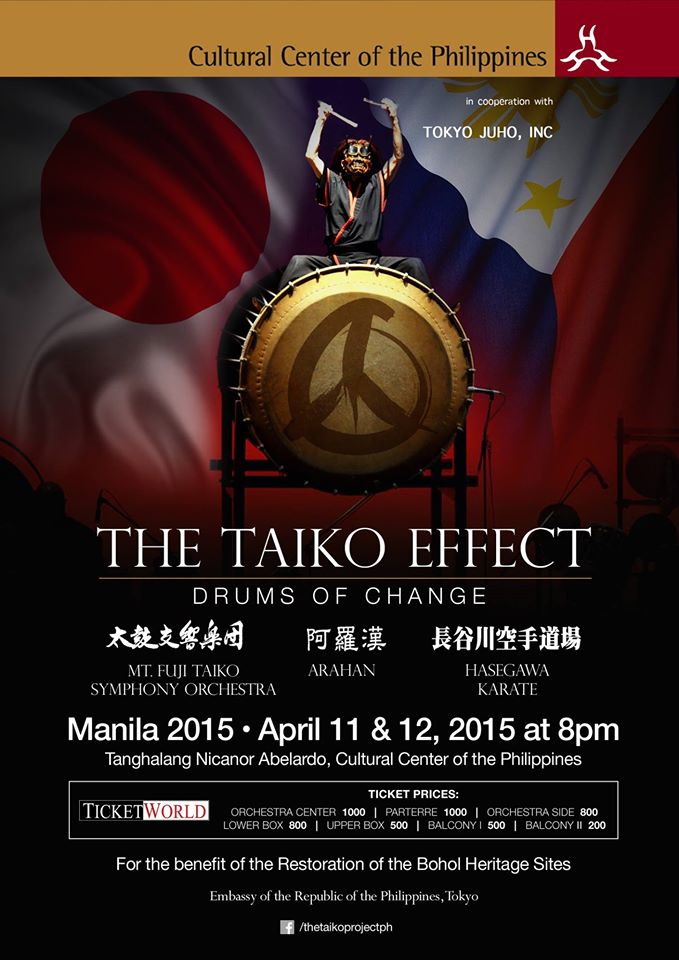 Cultural Center of the Philippines
in cooperation with
TOKYO JUHO, INC
THE TAIKO EFFECT
DRUMS OF CHANGE
太鼓交響楽団
MT. FUJI TAIKO
SYMPHONY ORCHESTRA
阿羅漢
ARAHAN
長谷川空手道場
HASEGAWA
KARATE
Manila 2015 • April 11 & 12, 2015 at 8pm
Tanghalang Nicanor Abelardo, Cultural Center of the Philippines
TICKETWORLD
TICKET PRICES:
ORCHESTRA CENTER 1000 | PARTERRE 1000 | ORCHESTRA SIDE 800
LOWER BOX 800 | UPPER BOX 500 | BALCONY I 500 | BALCONY II 200
For the benefit of the Restoration of the Bohol Heritage Sites
Embassy of the Republic of the Philippines, Tokyo
f /thetaikoprojectph